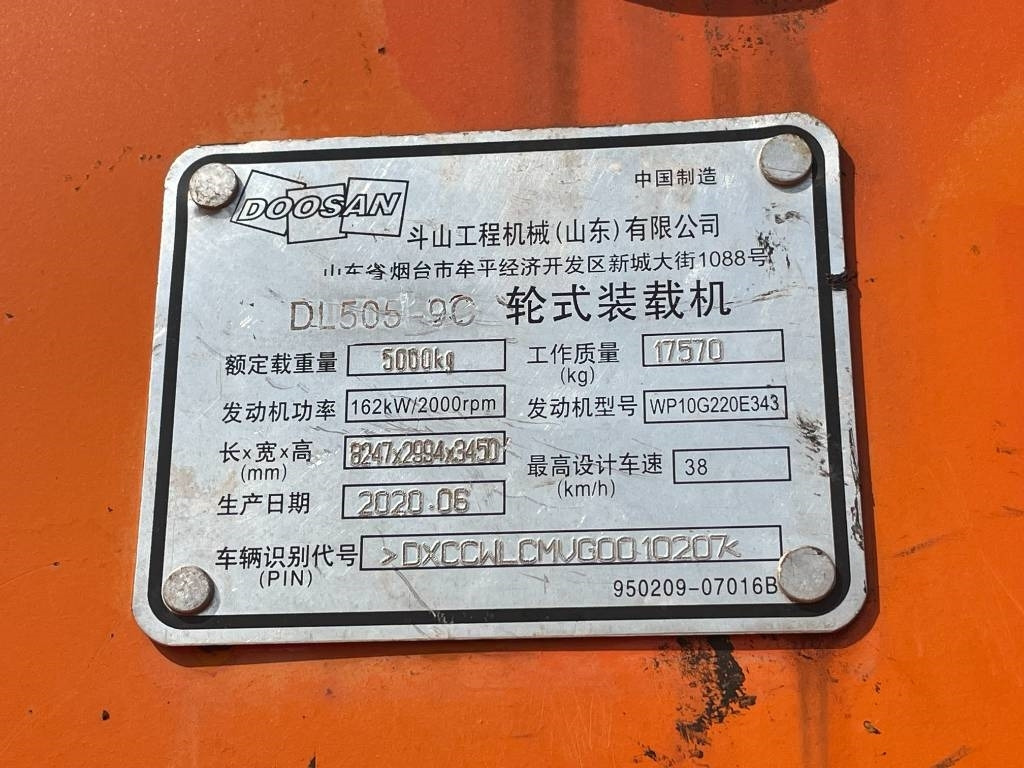 DOOSAN
中国制造
斗山工程机械(山东)有限公司
山东省烟台市牟平经济开发区新城大街1088号
DL505-9C 轮式装载机
额定载重量 5000kg 工作质量 (kg) 17570
发动机功率 162kW/2000rpm 发动机型号 WP10G220E343
长×宽×高 (mm) 8247x2994x3450 最高设计车速 (km/h) 38
生产日期 2020.06
车辆识别代号 (PIN) >DXCCWLCMVG0010207<
950209-07016B